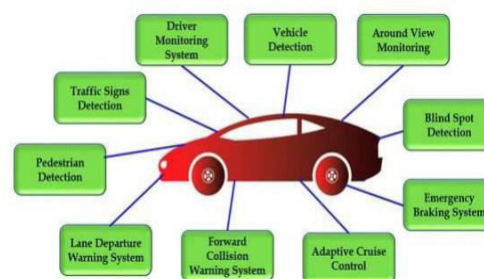 Driver
Monitoring
System
Vehicle
Detection
Around View
Monitoring
Traffic Signs
Detection
Blind Spot
Detection
Pedestrian
Detection
Emergency
Braking System
Lane Departure
Warning System
Forward
Collision
Warning System
Adaptive Cruise
Control